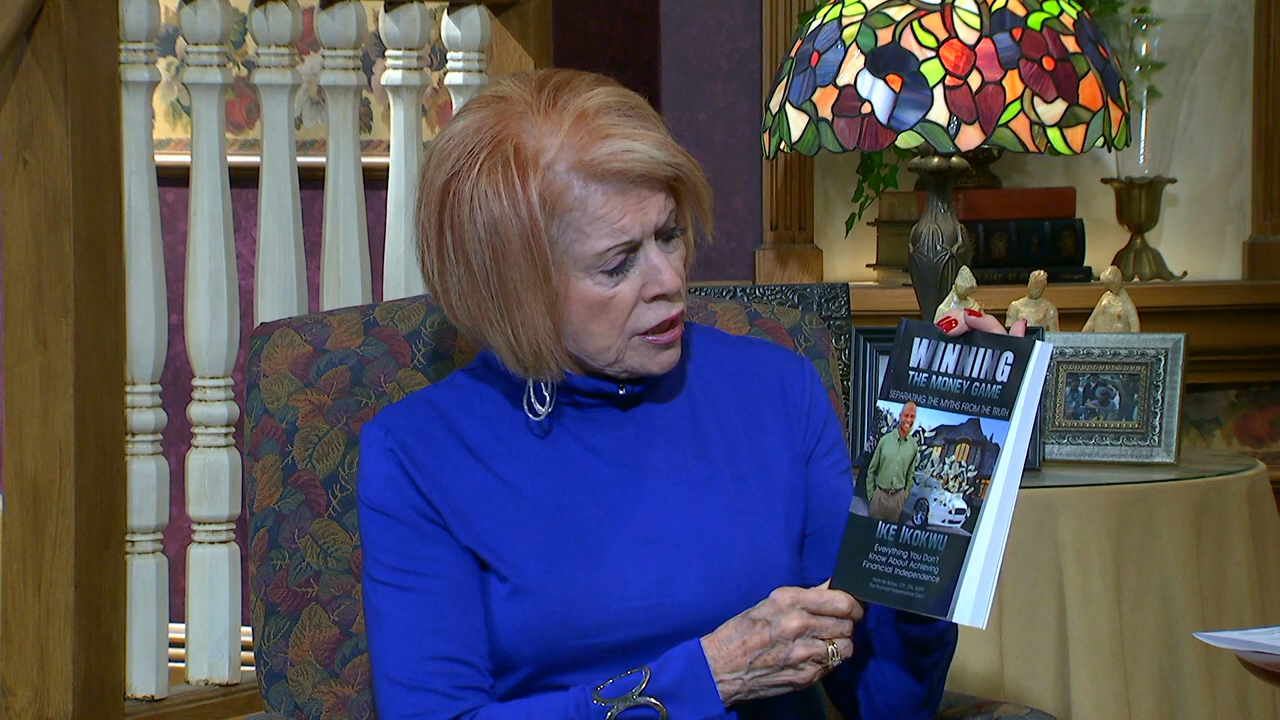 WINNING
THE MONEY GAME
SEPARATING THE MYTHS FROM THE TRUTH
IKE IKOKWU
Everything You Don't
Know About Achieving
Financial Independence